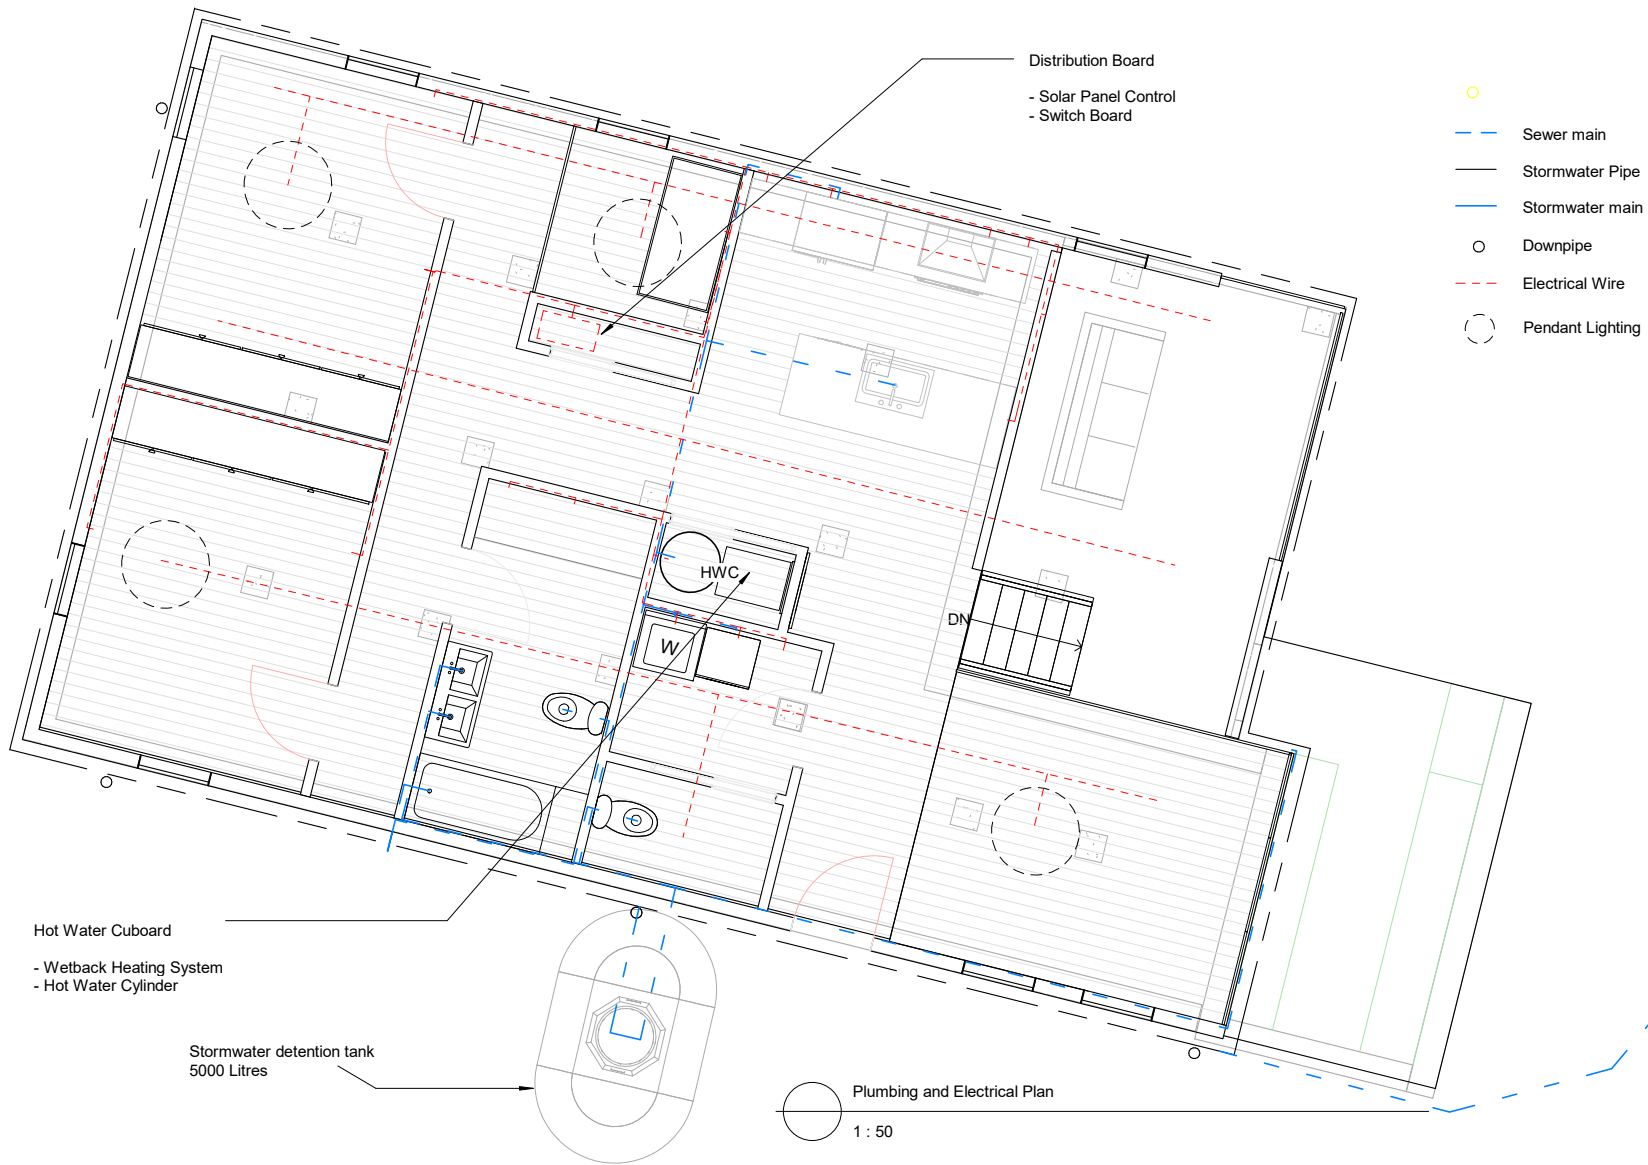 Distribution Board
- Solar Panel Control
- Switch Board
Sewer main
Stormwater Pipe
Stormwater main
Downpipe
Electrical Wire
Pendant Lighting
HWC
DN
W
Hot Water Cuboard
- Wetback Heating System
- Hot Water Cylinder
Stormwater detention tank
5000 Litres
Plumbing and Electrical Plan
1 : 50